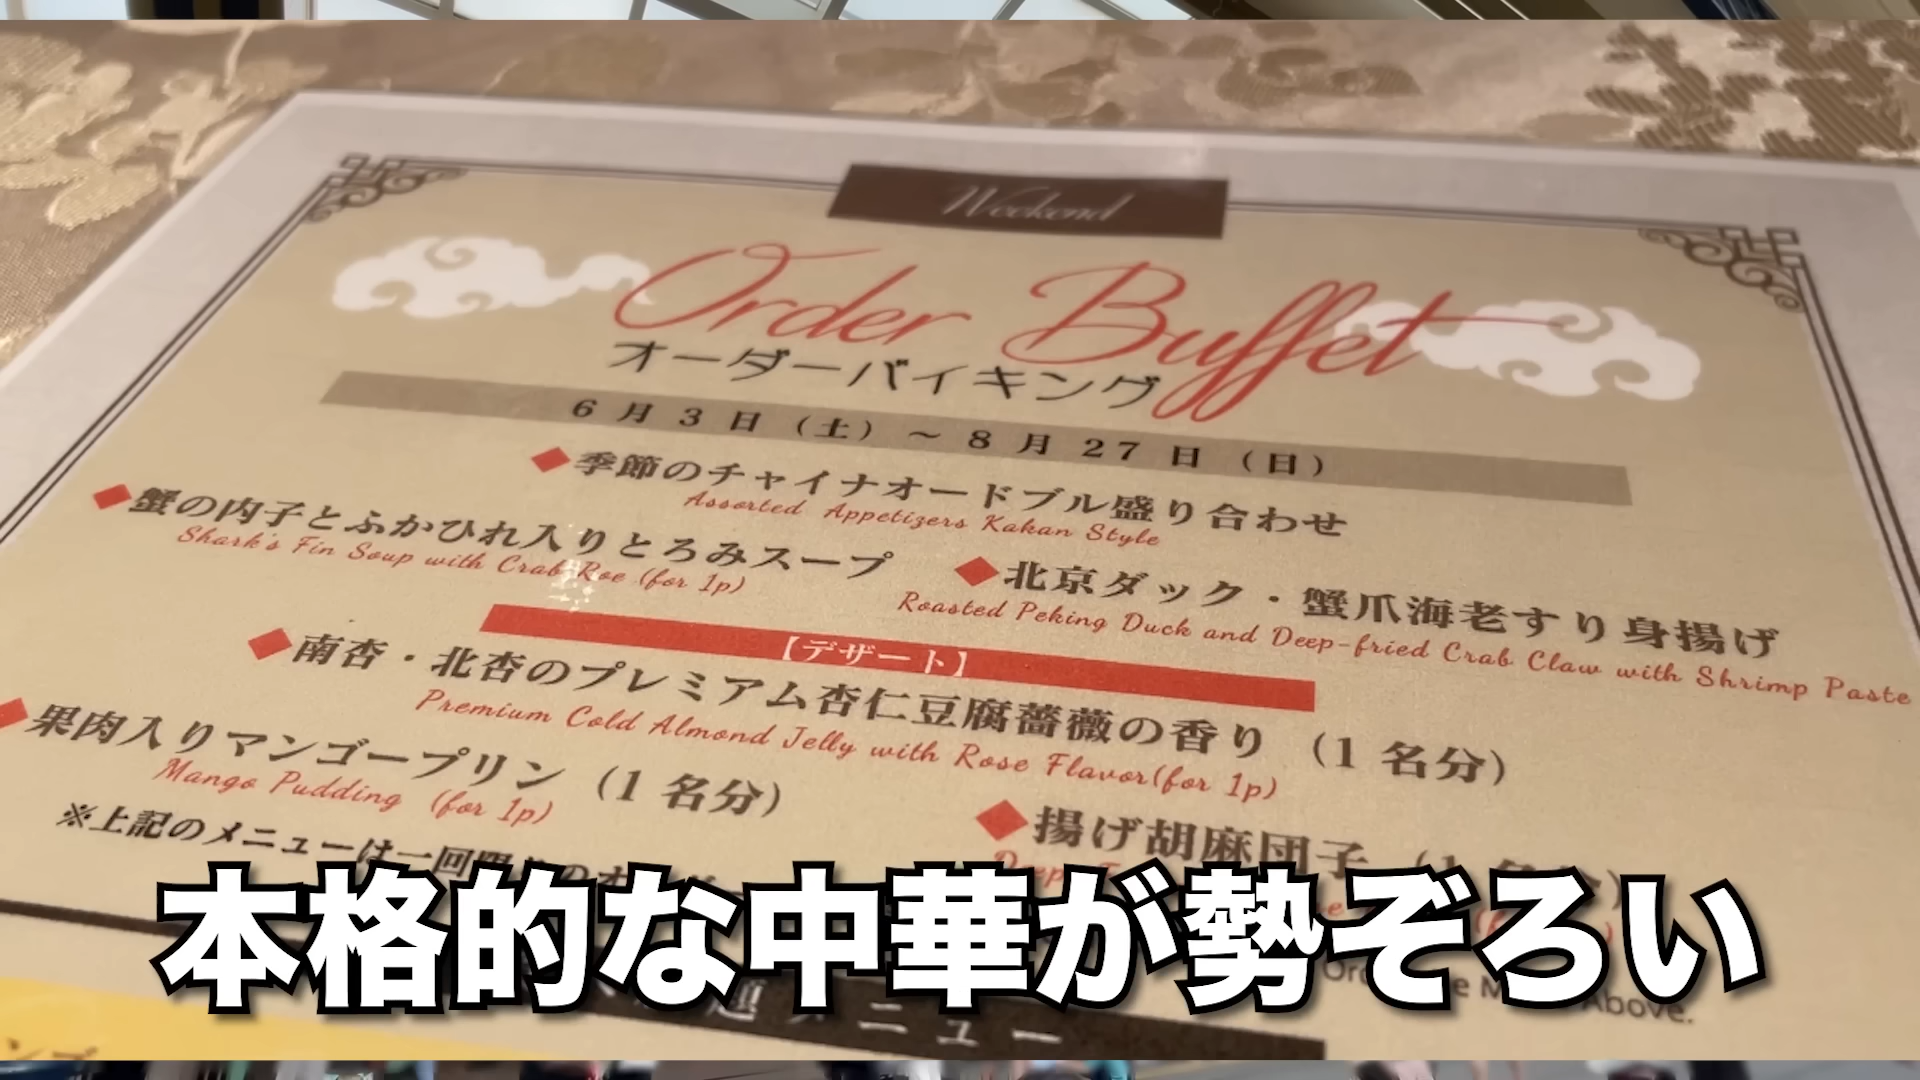 Weekend
Order Buffet
オーダーバイキング
6月3日（土）～8月27日（日）
◆季節のチャイナオードブル盛り合わせ
Assorted Appetizers Kakan Style
◆蟹の内子とふかひれ入りとろみスープ
Shark's Fin Soup with Crab Roe (for 1p)
◆北京ダック・蟹爪海老すり身揚げ
Roasted Peking Duck and Deep-fried Crab Claw with Shrimp Paste
【デザート】
◆南杏・北杏のプレミアム杏仁豆腐薔薇の香り（1名分）
Premium Cold Almond Jelly with Rose Flavor(for 1p)
◆果肉入りマンゴープリン（1名分）
Mango Pudding (for 1p)
◆揚げ胡麻団子
※上記のメニューは一回
Above.
メニュー
本格的な中華が勢ぞろい